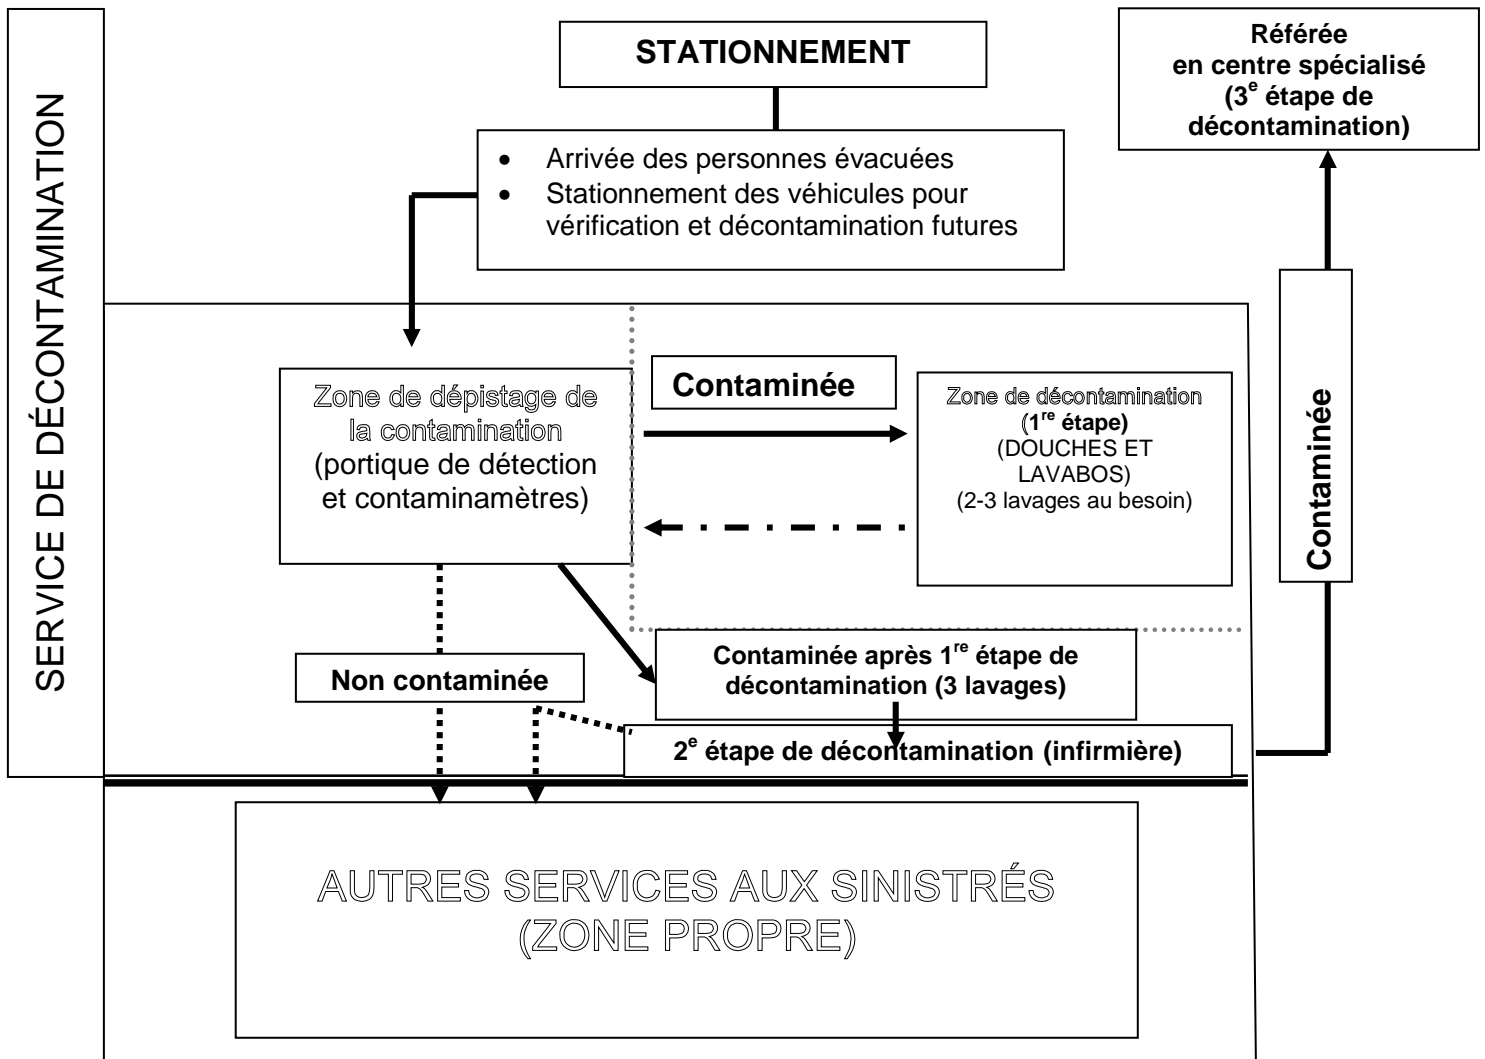 SERVICE DE DÉCONTAMINATION
STATIONNEMENT
Référée
en centre spécialisé
(3e étape de
décontamination)
• Arrivée des personnes évacuées
• Stationnement des véhicules pour
vérification et décontamination futures
Zone de dépistage de
la contamination
(portique de détection
et contaminamètres)
Contaminée
Zone de décontamination
(1re étape)
(DOUCHES ET
LAVABOS)
(2-3 lavages au besoin)
Contaminée
Non contaminée
Contaminée après 1re étape de
décontamination (3 lavages)
2e étape de décontamination (infirmière)
AUTRES SERVICES AUX SINISTRÉS
(ZONE PROPRE)